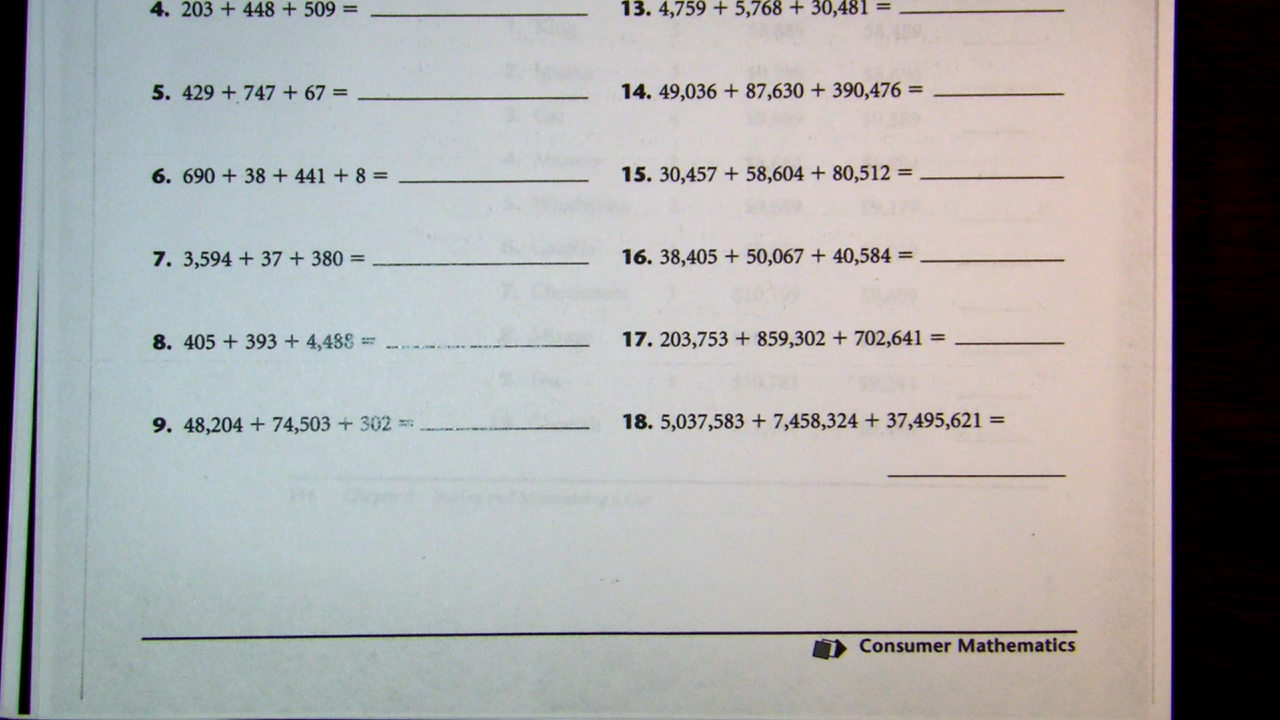 4. 203 + 448 + 509 =
5. 429 + 747 + 67 =
6. 690 + 38 + 441 + 8 =
7. 3,594 + 37 + 380 =
8. 405 + 393 + 4,488 =
9. 48,204 + 74,503 + 302 =
13. 4,759 + 5,768 + 30,481 =
14. 49,036 + 87,630 + 390,476 =
15. 30,457 + 58,604 + 80,512 =
16. 38,405 + 50,067 + 40,584 =
17. 203,753 + 859,302 + 702,641 =
18. 5,037,583 + 7,458,324 + 37,495,621 =
Consumer Mathematics